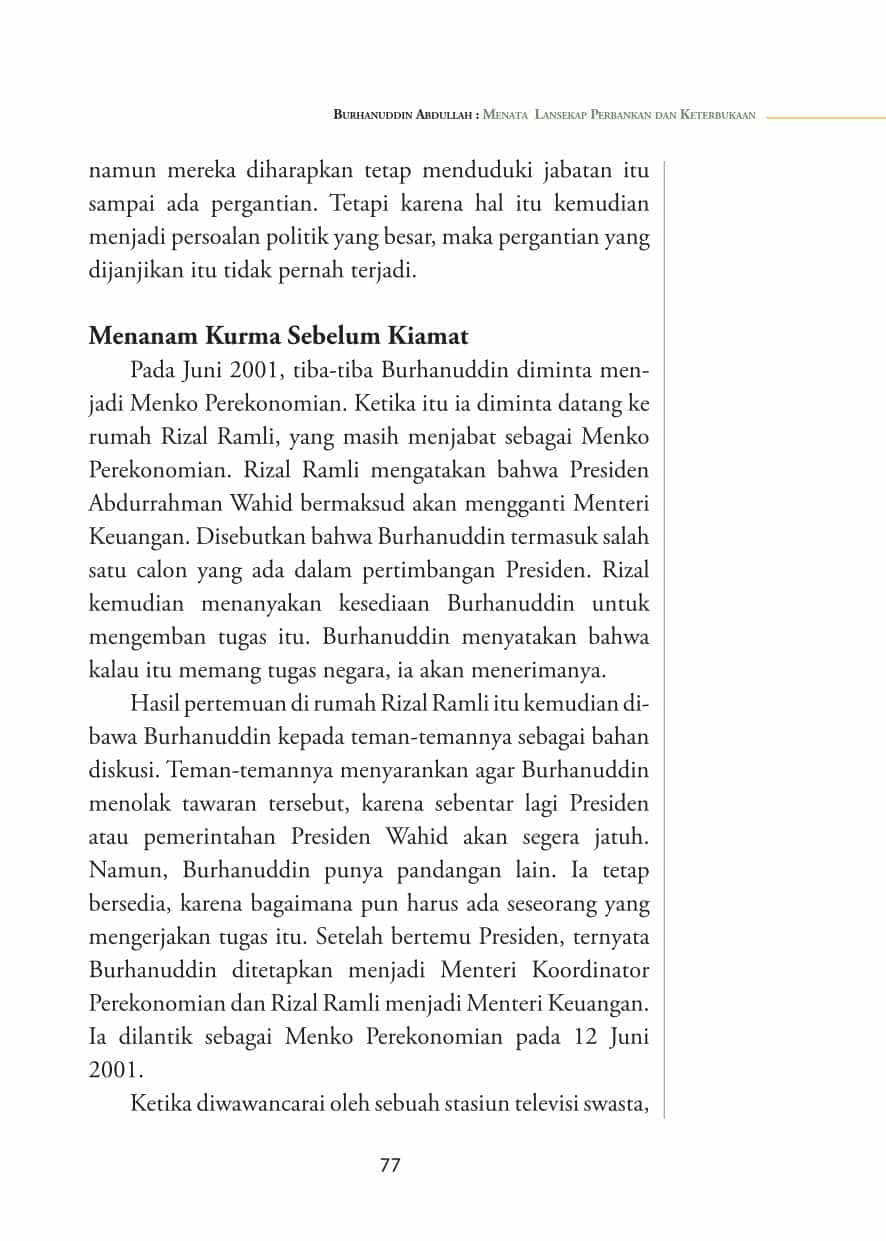 Burhanuddin Abdullah : Menata Lansekap Perbankan dan Keterbukaan
namun mereka diharapkan tetap menduduki jabatan itu
sampai ada pergantian. Tetapi karena hal itu kemudian
menjadi persoalan politik yang besar, maka pergantian yang
dijanjikan itu tidak pernah terjadi.
Menanam Kurma Sebelum Kiamat
Pada Juni 2001, tiba-tiba Burhanuddin diminta men-
jadi Menko Perekonomian. Ketika itu ia diminta datang ke
rumah Rizal Ramli, yang masih menjabat sebagai Menko
Perekonomian. Rizal Ramli mengatakan bahwa Presiden
Abdurrahman Wahid bermaksud akan mengganti Menteri
Keuangan. Disebutkan bahwa Burhanuddin termasuk salah
satu calon yang ada dalam pertimbangan Presiden. Rizal
kemudian menanyakan kesediaan Burhanuddin untuk
mengemban tugas itu. Burhanuddin menyatakan bahwa
kalau itu memang tugas negara, ia akan menerimanya.
Hasil pertemuan di rumah Rizal Ramli itu kemudian di-
bawa Burhanuddin kepada teman-temannya sebagai bahan
diskusi. Teman-temannya menyarankan agar Burhanuddin
menolak tawaran tersebut, karena sebentar lagi Presiden
atau pemerintahan Presiden Wahid akan segera jatuh.
Namun, Burhanuddin punya pandangan lain. Ia tetap
bersedia, karena bagaimana pun harus ada seseorang yang
mengerjakan tugas itu. Setelah bertemu Presiden, ternyata
Burhanuddin ditetapkan menjadi Menteri Koordinator
Perekonomian dan Rizal Ramli menjadi Menteri Keuangan.
Ia dilantik sebagai Menko Perekonomian pada 12 Juni
2001.
Ketika diwawancarai oleh sebuah stasiun televisi swasta,
77